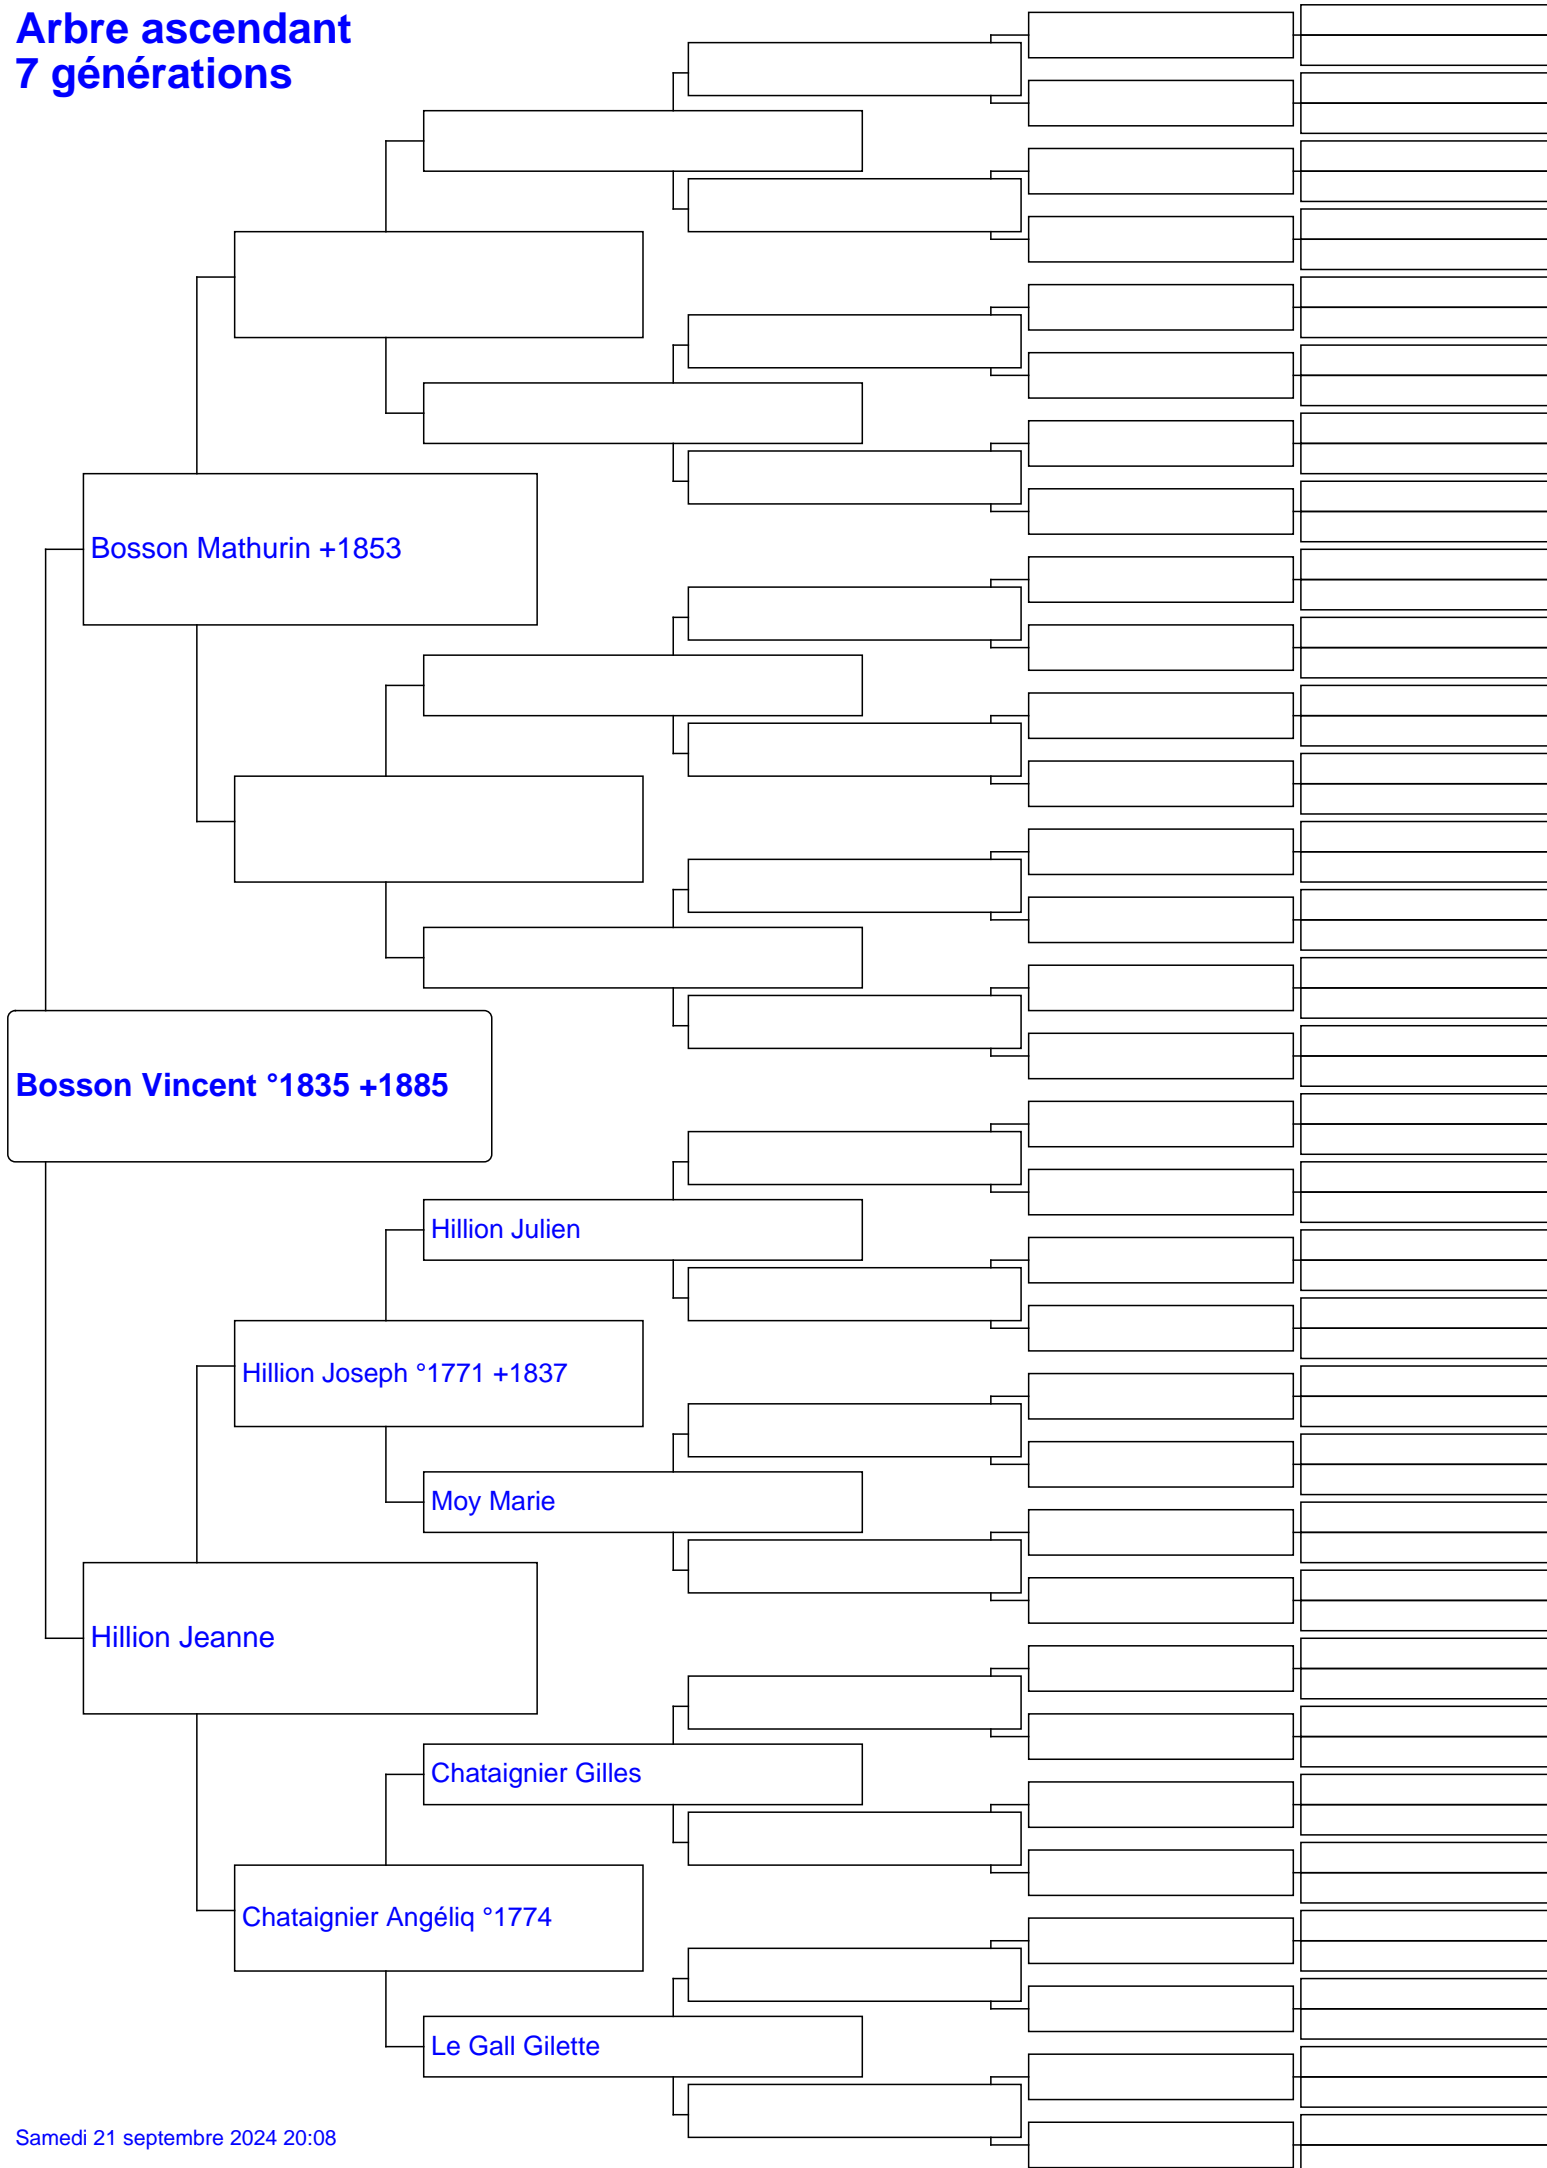 Arbre ascendant
7 générations
Bosson Mathurin +1853
Bosson Vincent °1835 +1885
Hillion Julien
Hillion Joseph °1771 +1837
Moy Marie
Hillion Jeanne
Chataignier Gilles
Chataignier Angéliq °1774
Le Gall Gilette
Samedi 21 septembre 2024 20:08